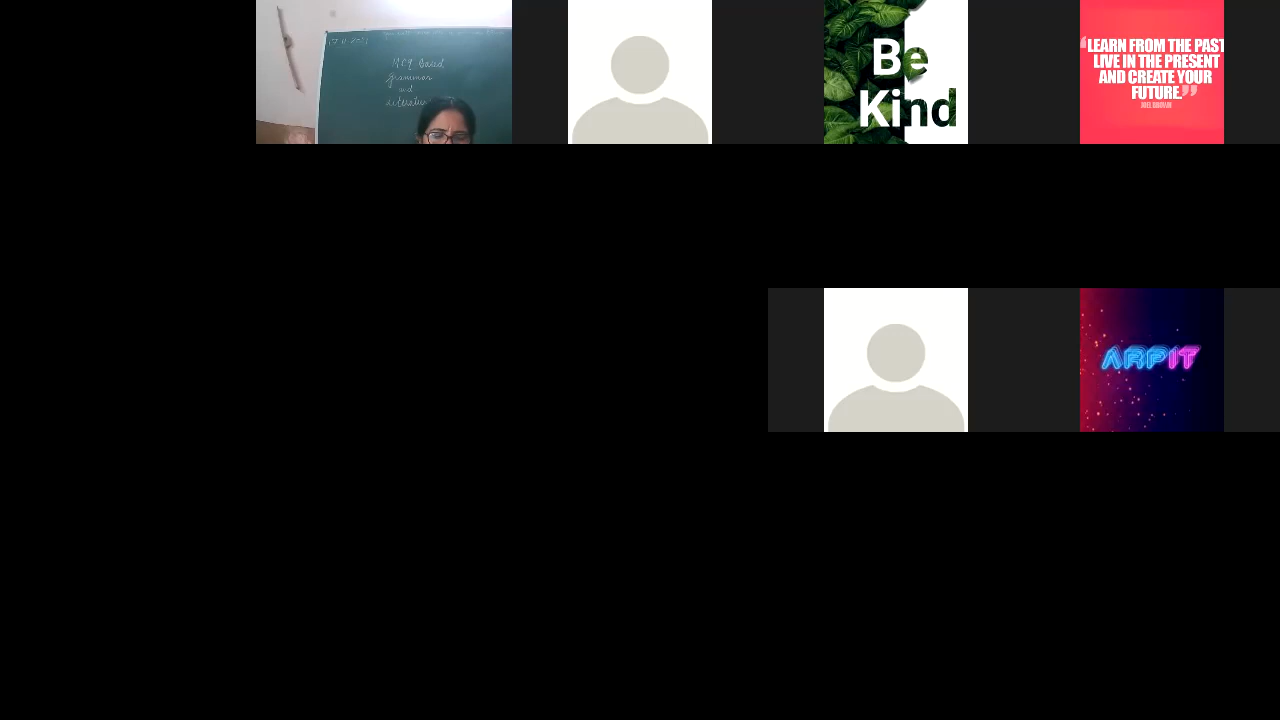 MCQ Based
grammar
and
literature
Be
Kind
“LEARN FROM THE PAST
LIVE IN THE PRESENT
AND CREATE YOUR
FUTURE.”
ARPIT